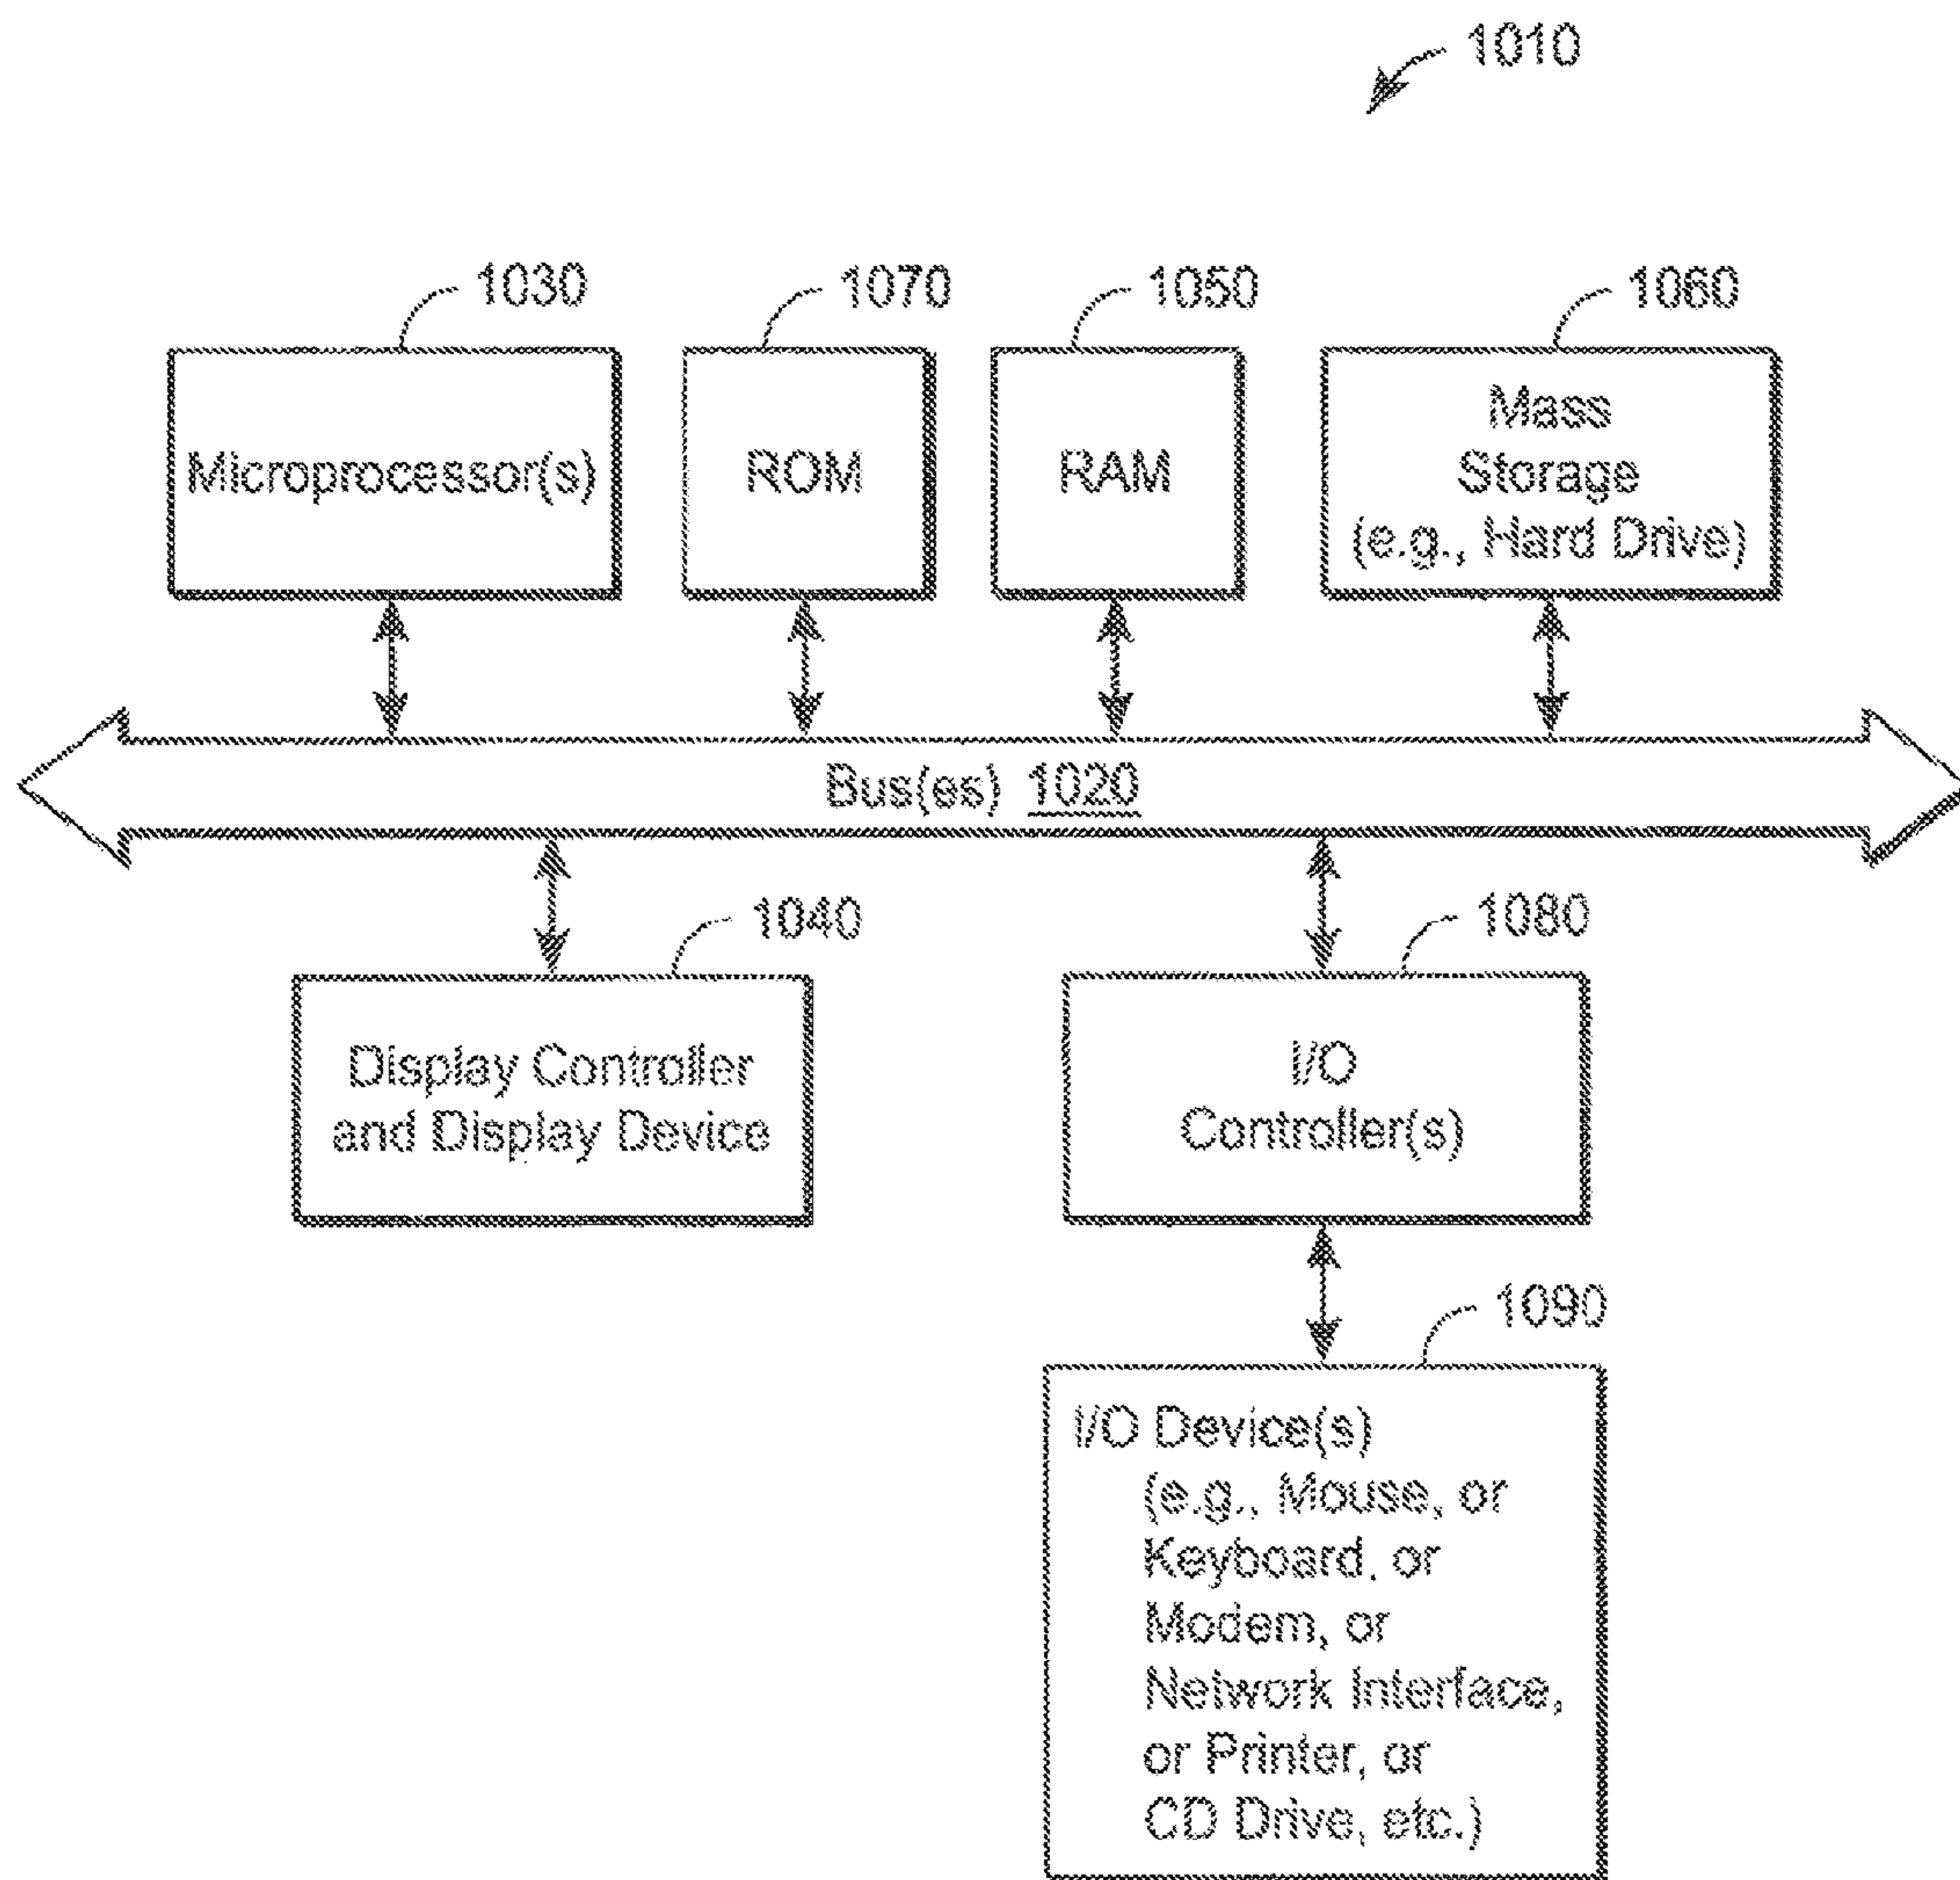 1010
1030
1070
1050
1060
Microprocessor(s)
ROM
RAM
Mass
Storage
(e.g., Hard Drive)
Bus(es) 1020
1040
1080
Display Controller
and Display Device
I/O
Controller(s)
1090
I/O Device(s)
(e.g., Mouse, or
Keyboard, or
Modem, or
Network Interface,
or Printer, or
CD Drive, etc.)